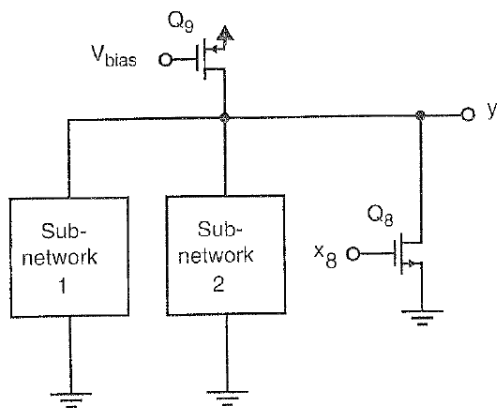 Q9
Vbias
y
Sub-
network
1
Sub-
network
2
Q8
x8